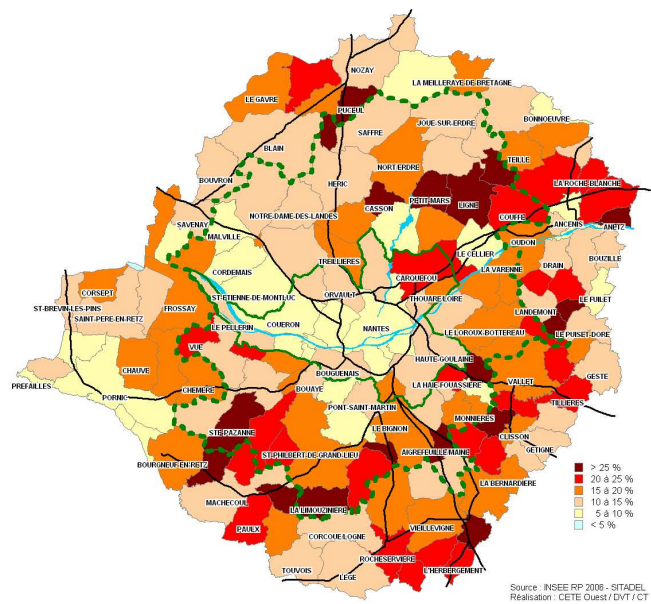 NOZAY
LA MEILLERAYE-DE-BRETAGNE
LE GAVRE
PUCEUL
BONNOEUVRE
JOUE-SUR-ERDRE
SAFFRE
BLAIN
TEILLE
NORT-ERDRE
BOUVRON
HERIC
LA ROCHE-BLANCHE
PETIT-MARS
LIGNE
CASSON
NOTRE-DAME-DES-LANDES
COUFFE
ANCENIS
ANETZ
SAVENAY
MALVILLE
OUDON
BOUZILLE
LE CELLIER
TREILLIERES
DRAIN
CORDEMAIS
LA VARENNE
CARQUEFOU
CORSEPT
ST-ETIENNE-DE-MONTLUC
ORVAULT
THOUARE-LOIRE
LE FUILET
FROSSAY
ST-BREVIN-LES-PINS
LANDEMONT
SAINT-PERE-EN-RETZ
COUERON
LE PELLERIN
NANTES
LE LOROUX-BOTTEREAU
LE PUISET-DORE
VUE
HAUTE-GOULAINE
CHAUVE
BOUGUENAIS
GESTE
PREFAILLES
CHEMERE
BOUAYE
LA HAIE-FOUASSIERE
VALLET
PORNIC
TILLIERES
PONT-SAINT-MARTIN
MONNIERES
LE BIGNON
STE-PAZANNE
CLISSON
GETIGNE
ST-PHILBERT-DE-GRAND-LIEU
AIGREFEUILLE-MAINE
BOURGNEUF-EN-RETZ
LA BERNARDIERE
MACHECOUL
LA LIMOUZINIERE
PAULX
VIEILLEVIGNE
CORCOUE-LOGNE
ROCHESERVIERE
L'HERBERGEMENT
TOUVOIS
LEGE
> 25 %
20 à 25 %
15 à 20 %
10 à 15 %
5 à 10 %
< 5 %
Source : INSEE RP 2006 - SITADEL
Réalisation : CETE Ouest / DVT / CT